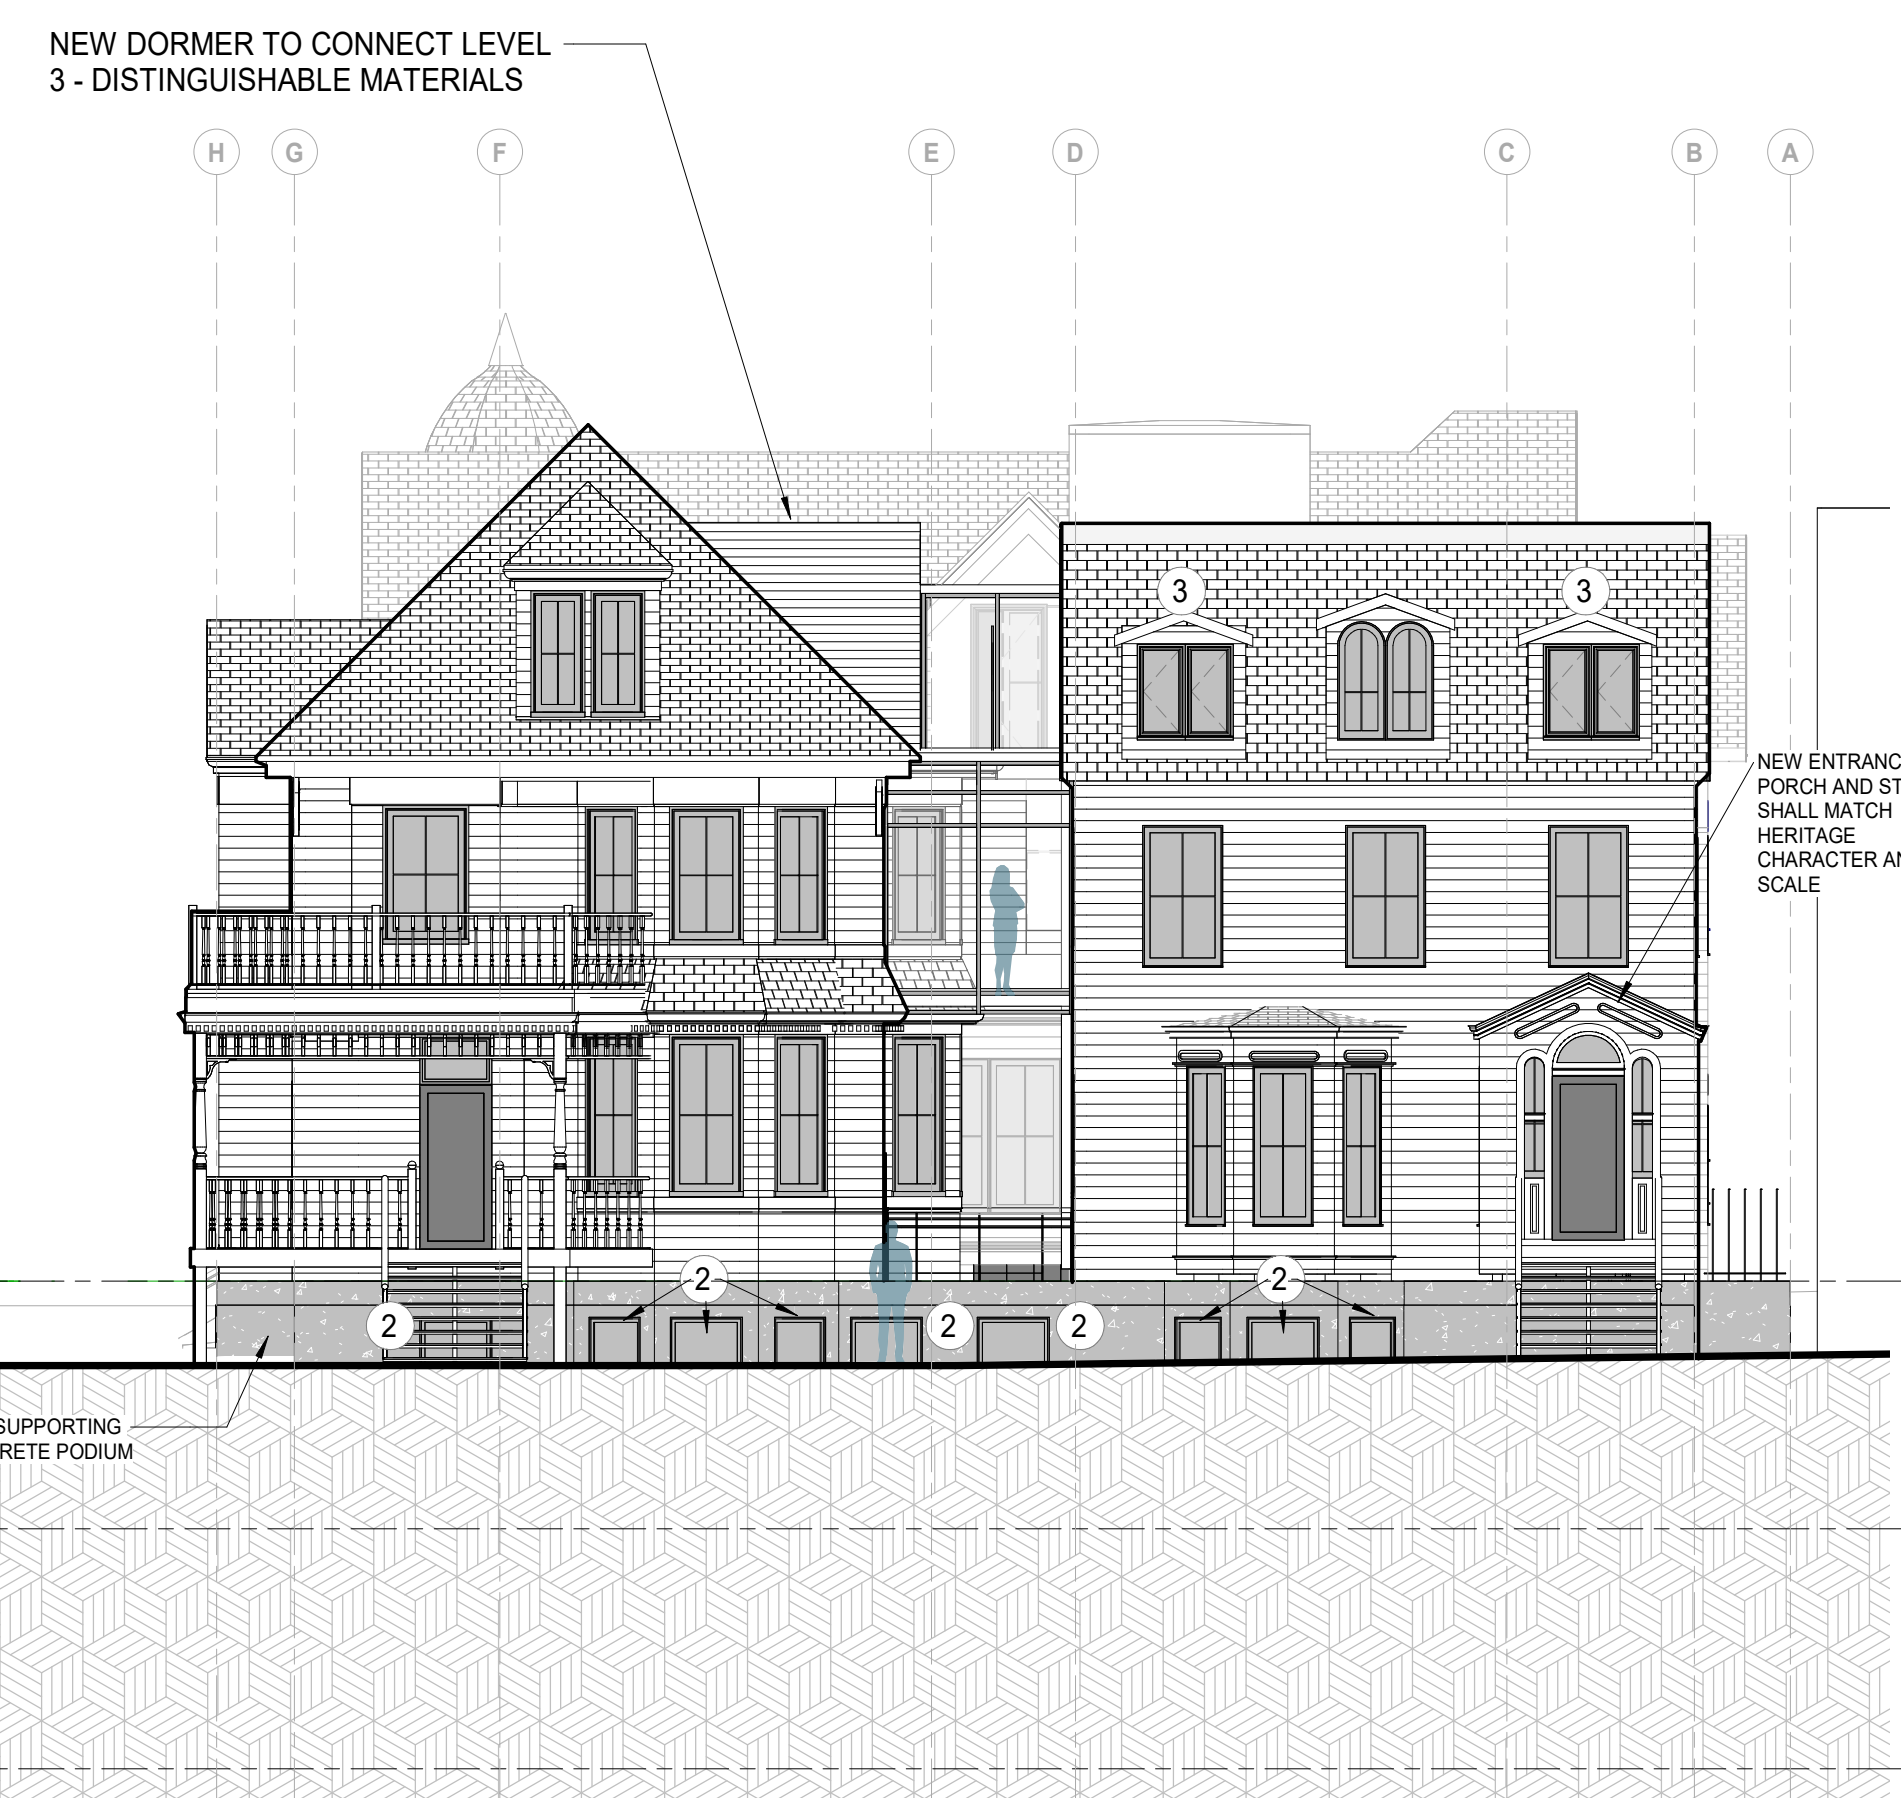 NEW DORMER TO CONNECT LEVEL
3 - DISTINGUISHABLE MATERIALS
H
G
F
E
D
C
B
A
3
3
NEW ENTRANC
PORCH AND ST
SHALL MATCH
HERITAGE
CHARACTER AN
SCALE
2
2
2
2
2
SUPPORTING
RETE PODIUM